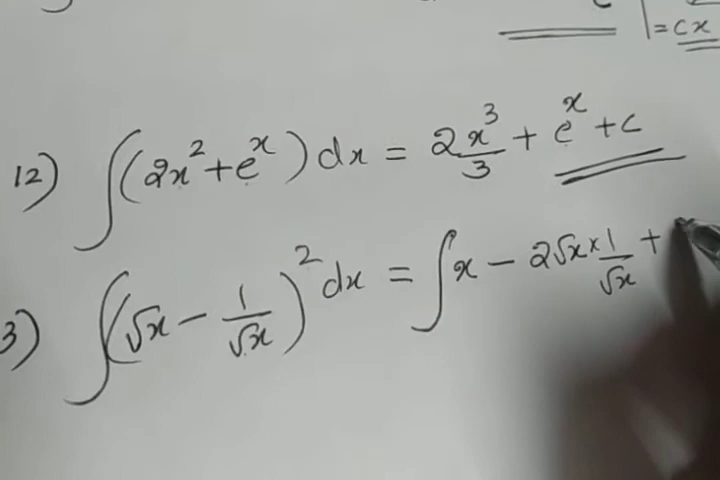 = cx
12) ∫(2x² + eˣ) dx = 2x³/3 + eˣ + c
3) ∫(√x - 1/√x)² dx = ∫x - 2√x × 1/√x +